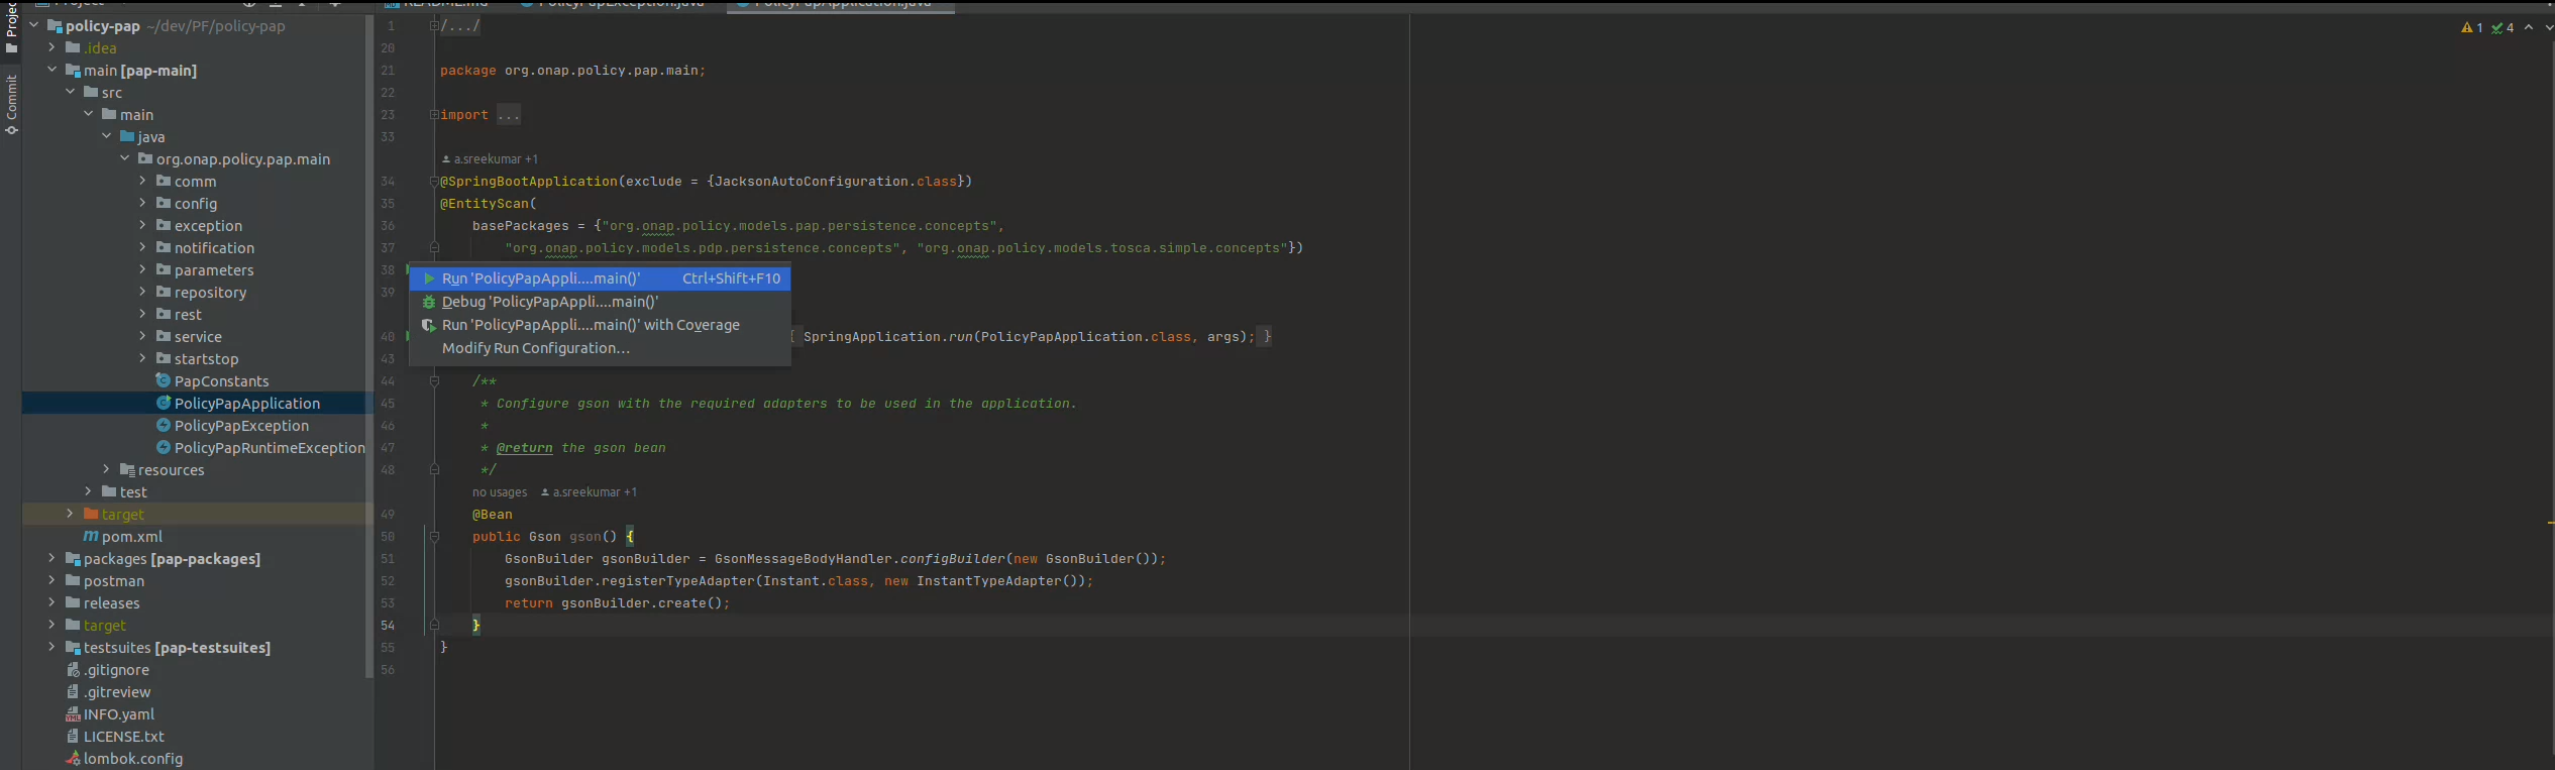 Project
README.md
PolicyPapException.java
PolicyPapApplication.java
Project
Commit
policy-pap ~/dev/PF/policy-pap
.idea
main [pap-main]
src
main
java
org.onap.policy.pap.main
comm
config
exception
notification
parameters
repository
rest
service
startstop
PapConstants
PolicyPapApplication
PolicyPapException
PolicyPapRuntimeException
resources
test
target
pom.xml
packages [pap-packages]
postman
releases
target
testsuites [pap-testsuites]
.gitignore
.gitreview
INFO.yaml
LICENSE.txt
lombok.config
1 /.../
20
21 package org.onap.policy.pap.main;
22
23 import ...
33
a.sreekumar +1
34 @SpringBootApplication(exclude = {JacksonAutoConfiguration.class})
35 @EntityScan(
36 basePackages = {"org.onap.policy.models.pap.persistence.concepts",
37 "org.onap.policy.models.pdp.persistence.concepts", "org.onap.policy.models.tosca.simple.concepts"})
38
39
Run 'PolicyPapAppli....main()' Ctrl+Shift+F10
Debug 'PolicyPapAppli....main()'
Run 'PolicyPapAppli....main()' with Coverage
Modify Run Configuration...
40 { SpringApplication.run(PolicyPapApplication.class, args); }
43
44 /**
45 * Configure gson with the required adapters to be used in the application.
46 *
47 * @return the gson bean
48 */
no usages a.sreekumar +1
49 @Bean
50 public Gson gson() {
51 GsonBuilder gsonBuilder = GsonMessageBodyHandler.configBuilder(new GsonBuilder());
52 gsonBuilder.registerTypeAdapter(Instant.class, new InstantTypeAdapter());
53 return gsonBuilder.create();
54 }
55 }
56
1 4